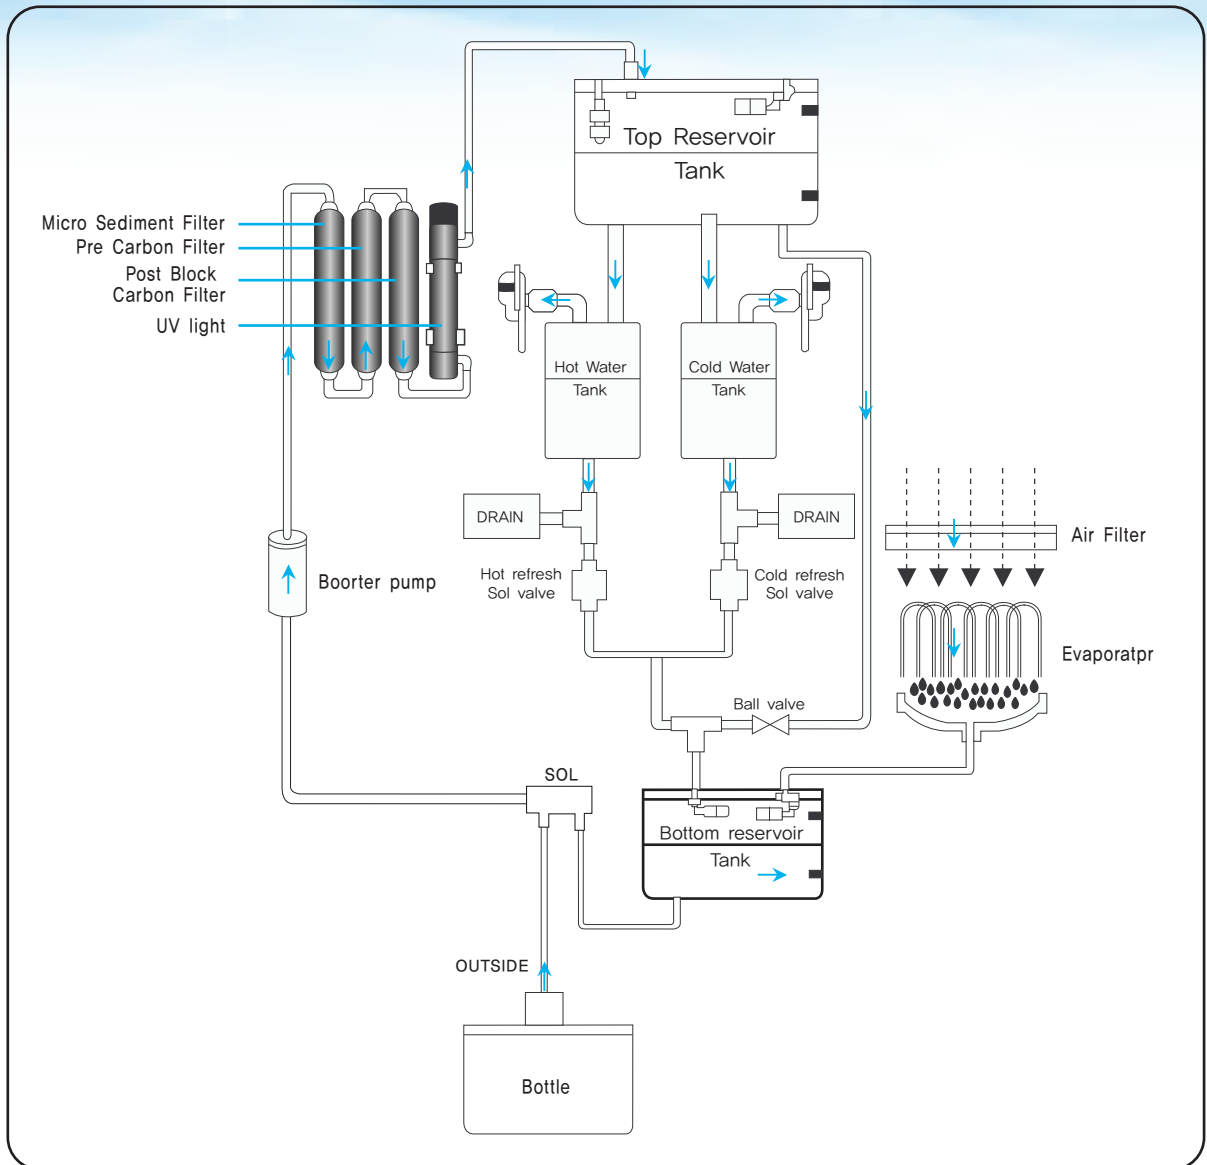 Top Reservoir
Tank
Micro Sediment Filter
Pre Carbon Filter
Post Block
Carbon Filter
UV light
Hot Water
Tank
Cold Water
Tank
DRAIN
DRAIN
Air Filter
Boorter pump
Hot refresh
Sol valve
Cold refresh
Sol valve
Evaporatpr
Ball valve
SOL
Bottom reservoir
Tank
OUTSIDE
Bottle